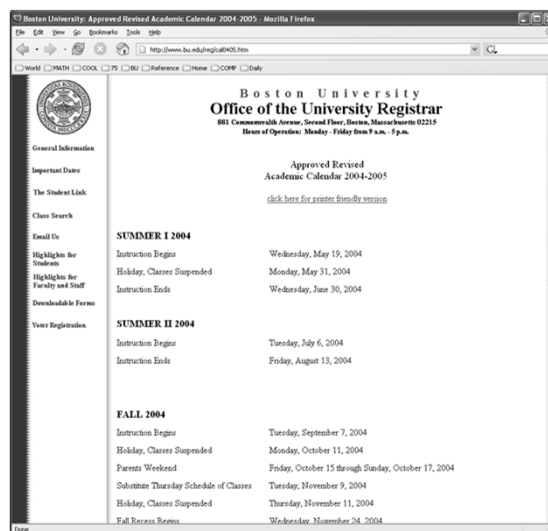 Boston University: Approved Revised Academic Calendar 2004-2005 - Mozilla Firefox
File Edit View Go Bookmarks Tools Help
http://www.bu.edu/reg/cal0405.htm
World MATH COOL 75 BU Reference Home COMP Daily
Boston University
Office of the University Registrar
881 Commonwealth Avenue, Second Floor, Boston, Massachusetts 02215
Hours of Operation: Monday - Friday from 9 a.m. - 5 p.m.
General Information
Important Dates
The Student Link
Class Search
Email Us
Highlights for
Students
Highlights for
Faculty and Staff
Downloadable Forms
Voter Registration
Approved Revised
Academic Calendar 2004-2005
click here for printer friendly version
SUMMER I 2004
Instruction Begins Wednesday, May 19, 2004
Holiday, Classes Suspended Monday, May 31, 2004
Instruction Ends Wednesday, June 30, 2004
SUMMER II 2004
Instruction Begins Tuesday, July 6, 2004
Instruction Ends Friday, August 13, 2004
FALL 2004
Instruction Begins Tuesday, September 7, 2004
Holiday, Classes Suspended Monday, October 11, 2004
Parents Weekend Friday, October 15 through Sunday, October 17, 2004
Substitute Thursday Schedule of Classes Tuesday, November 9, 2004
Holiday, Classes Suspended Thursday, November 11, 2004
Fall Recess Begins Wednesday, November 24, 2004
Done